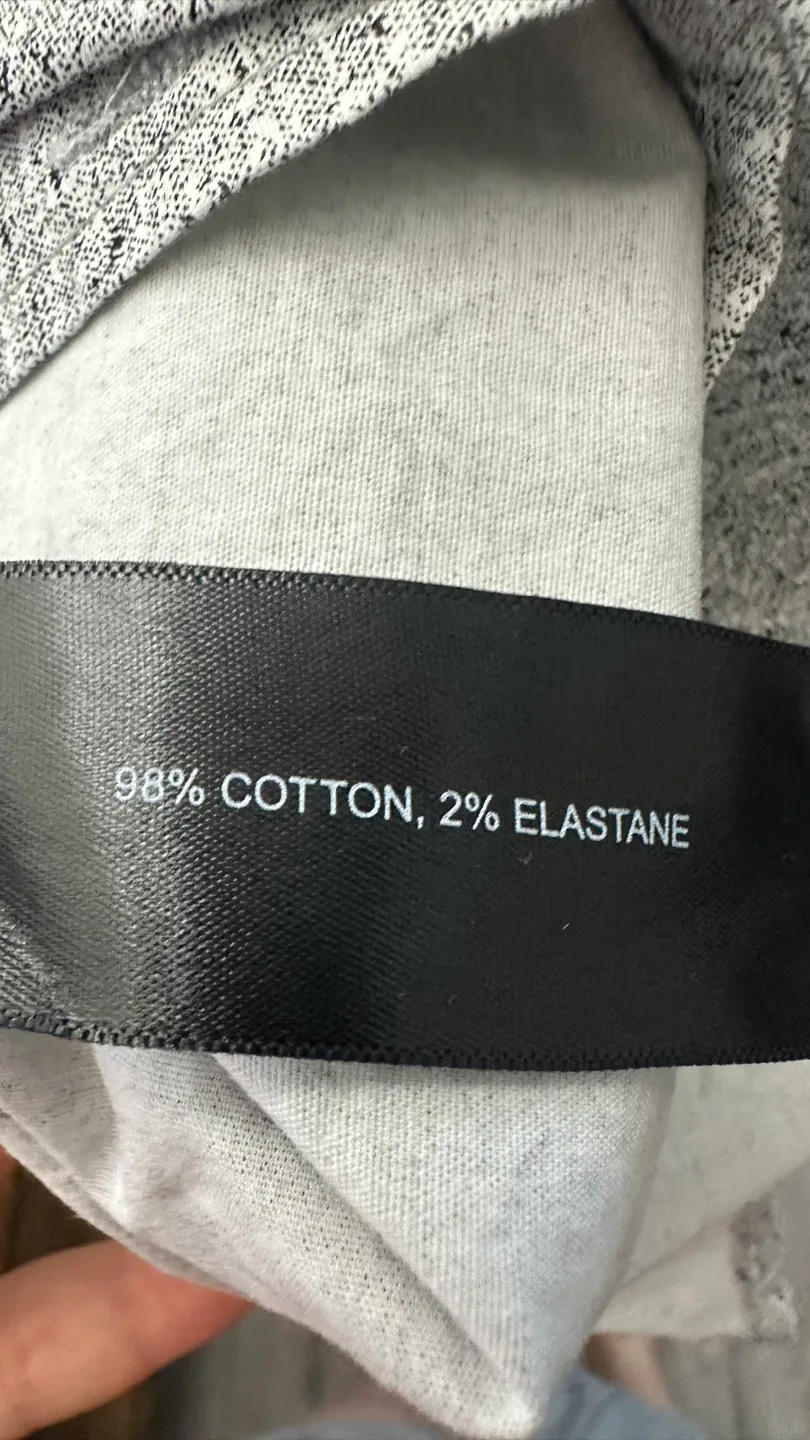 98% COTTON, 2% ELASTANE